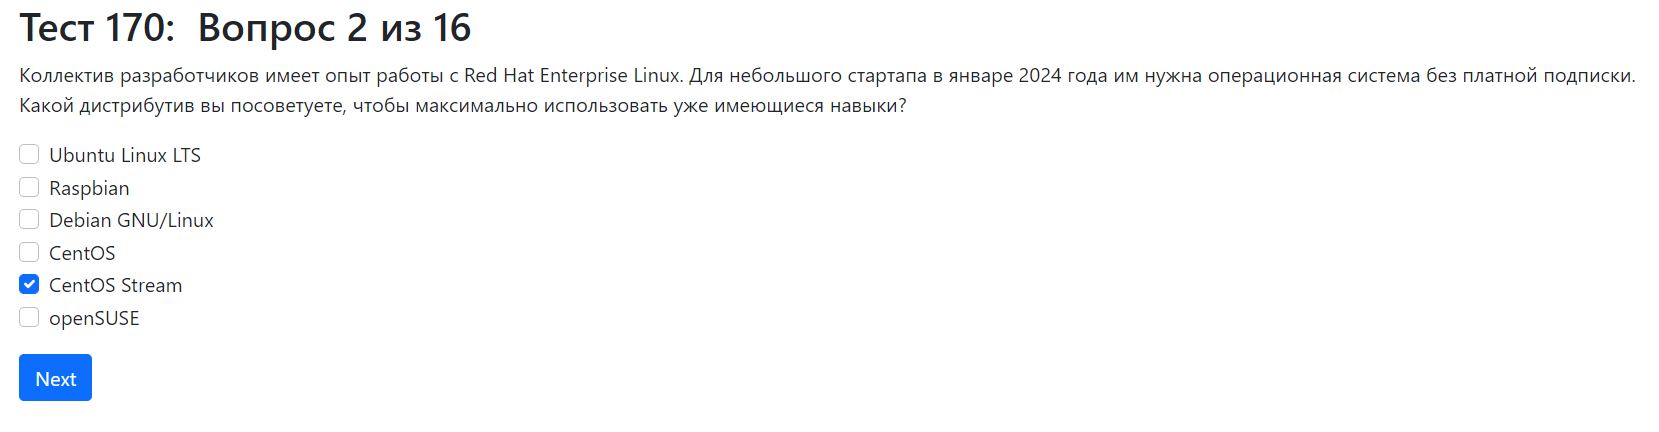 Тест 170: Вопрос 2 из 16
Коллектив разработчиков имеет опыт работы с Red Hat Enterprise Linux. Для небольшого стартапа в январе 2024 года им нужна операционная система без платной подписки.
Какой дистрибутив вы посоветуете, чтобы максимально использовать уже имеющиеся навыки?
Ubuntu Linux LTS
Raspbian
Debian GNU/Linux
CentOS
CentOS Stream
openSUSE
Next